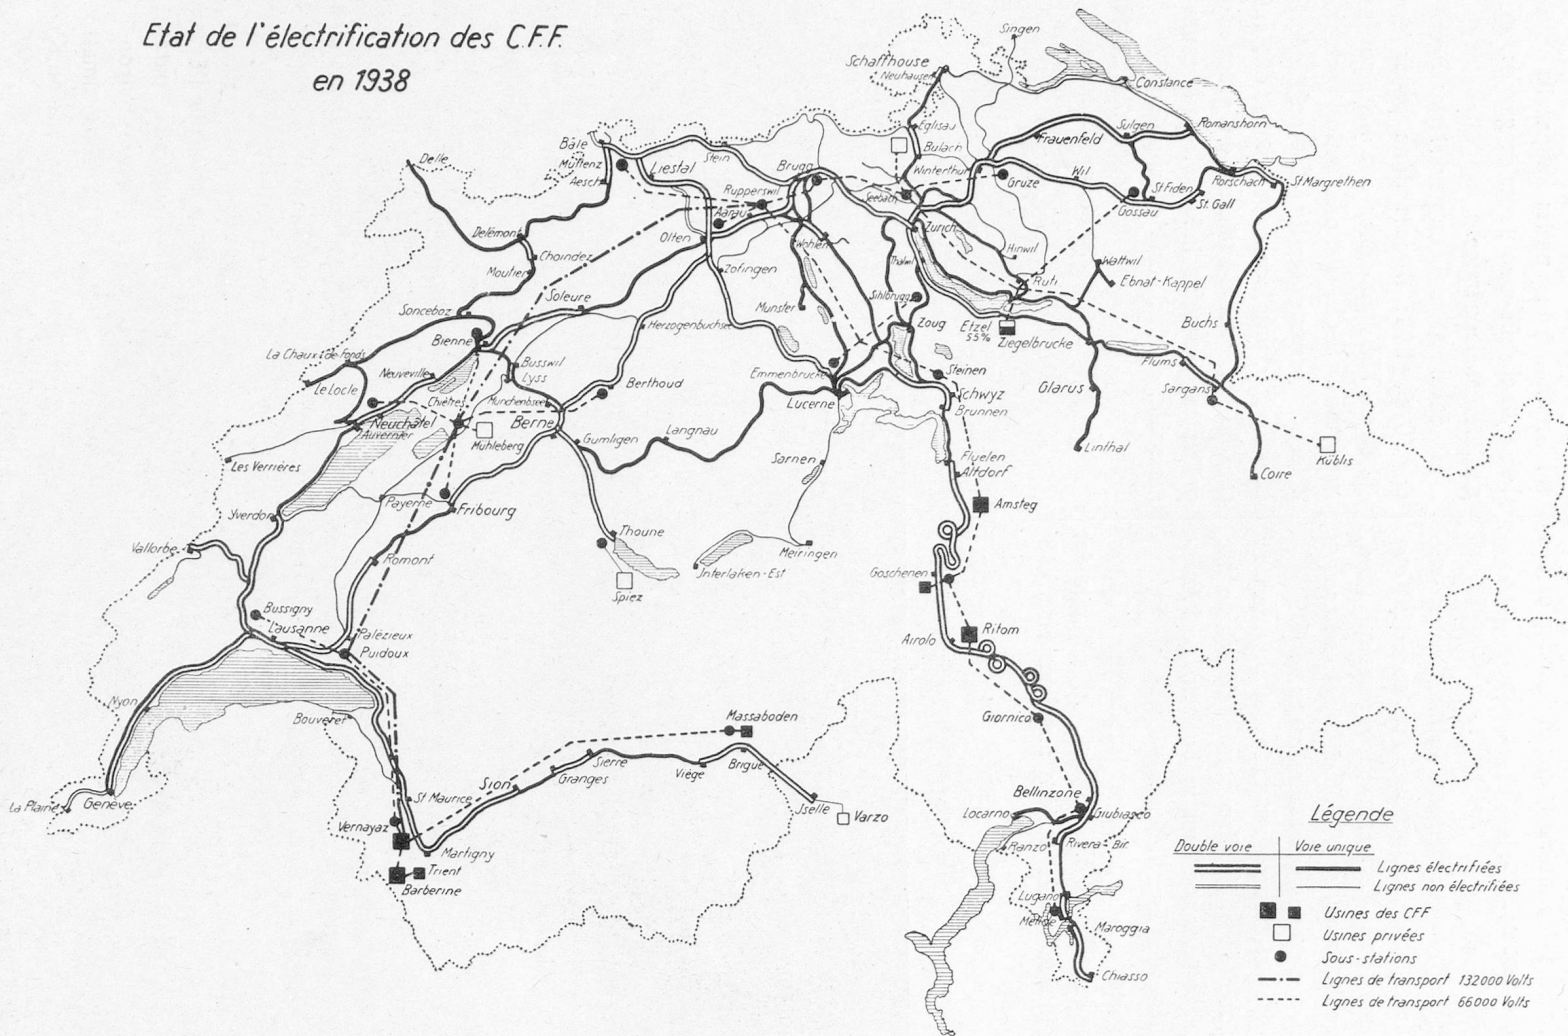 Etat de l'électrification des C.F.F.
en 1938
Singen
Schaffhouse
Neuhausen
Constance
Eglisau
Bulach
Winterthur
Frauenfeld
Sulgen
Romanshorn
Bâle
Muttenz
Aesch
Liestal
Stein
Brugg
Rupperswil
Aarau
Seebach
Gruze
Wil
St Fiden
Gossau
St. Gall
Rorschach
St Margrethen
Delle
Delémont
Choindez
Moutier
Olten
Wohlen
Zurich
Thalwil
Hinwil
Wattwil
Ebnat-Kappel
Ruti
Zofingen
Soleure
Sonceboz
Munster
Sihlbrugg
Zoug
Etzel
55%
Ziegelbrucke
Buchs
Bienne
Herzogenbuchsee
La Chaux-de-fonds
Le Locle
Neuveville
Busswil
Lyss
Berthoud
Emmenbrucke
Steinen
Flums
Sargans
Chiètres
Munchenbsee
Berne
Lucerne
Schwyz
Brunnen
Glarus
Neuchâtel
Auvernier
Mühleberg
Gumligen
Langnau
Sarnen
Linthal
Küblis
Les Verrières
Fluelen
Altdorf
Coire
Payerne
Fribourg
Yverdon
Amsteg
Thoune
Vallorbe
Meiringen
Romont
Interlaken-Est
Goschenen
Spiez
Bussigny
Lausanne
Palézieux
Puidoux
Airolo
Ritom
Nyon
Bouveret
Massaboden
Giornico
Sierre
Granges
Viège
Brigue
Sion
La Plaine
Genève
St Maurice
Iselle
Varzo
Vernayaz
Martigny
Trient
Barberine
Bellinzone
Locarno
Giubiasco
Ranzo
Rivera-Bir.
Lugano
Melide
Maroggia
Chiasso
Légende
Double voie
Voie unique
Lignes électrifiées
Lignes non électrifiées
Usines des CFF
Usines privées
Sous-stations
Lignes de transport 132000 Volts
Lignes de transport 66000 Volts